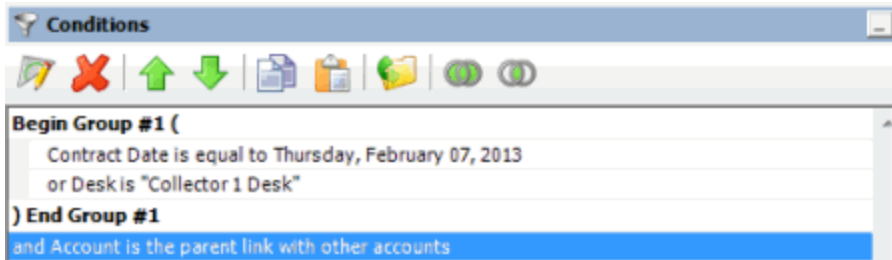 Conditions
Begin Group #1 (
Contract Date is equal to Thursday, February 07, 2013
or Desk is "Collector 1 Desk"
) End Group #1
and Account is the parent link with other accounts